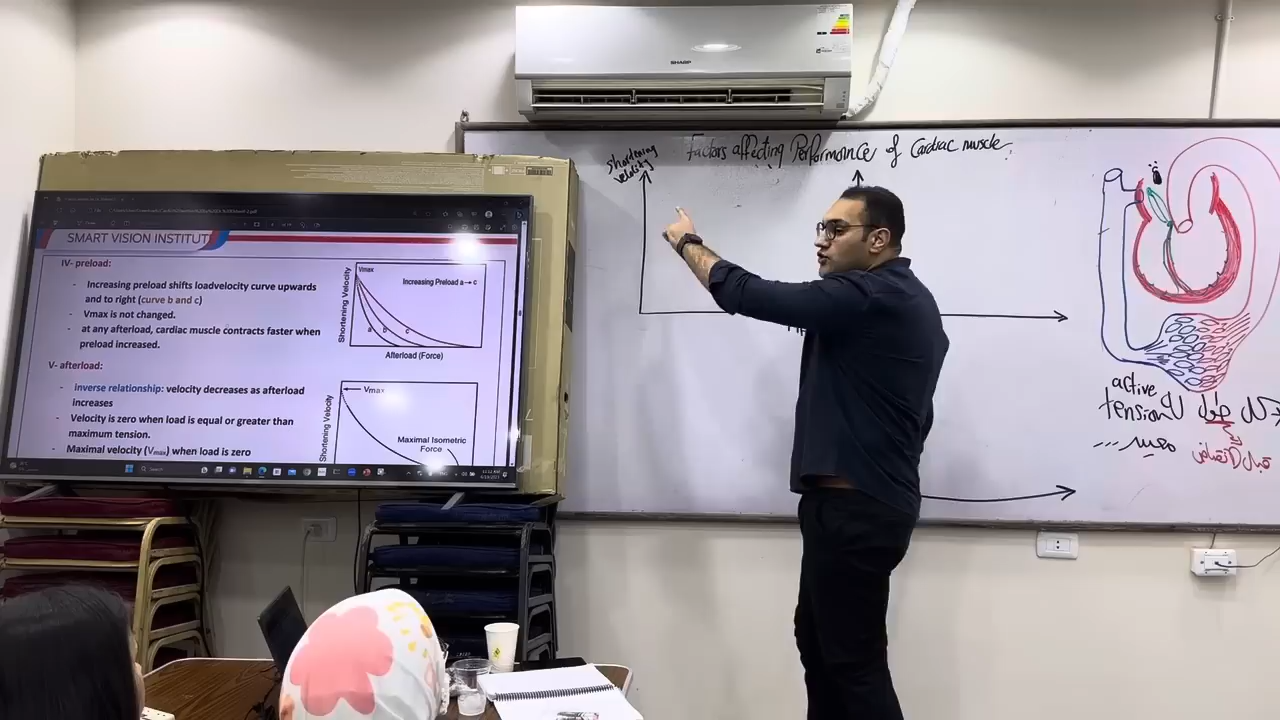 SHARP
Factors affecting Performance of Cardiac muscle
Shortening
velocity
SMART VISION INSTITUT
IV- preload:
- Increasing preload shifts loadvelocity curve upwards
and to right (curve b and c)
- Vmax is not changed.
- at any afterload, cardiac muscle contracts faster when
preload increased.
Vmax
Increasing Preload a→ c
a b c
Shortening Velocity
Afterload (Force)
V- afterload:
- inverse relationship: velocity decreases as afterload
increases
- Velocity is zero when load is equal or greater than
maximum tension.
- Maximal velocity (Vmax) when load is zero
Vmax
Maximal Isometric
Force
Shortening Velocity
Search
active
tension